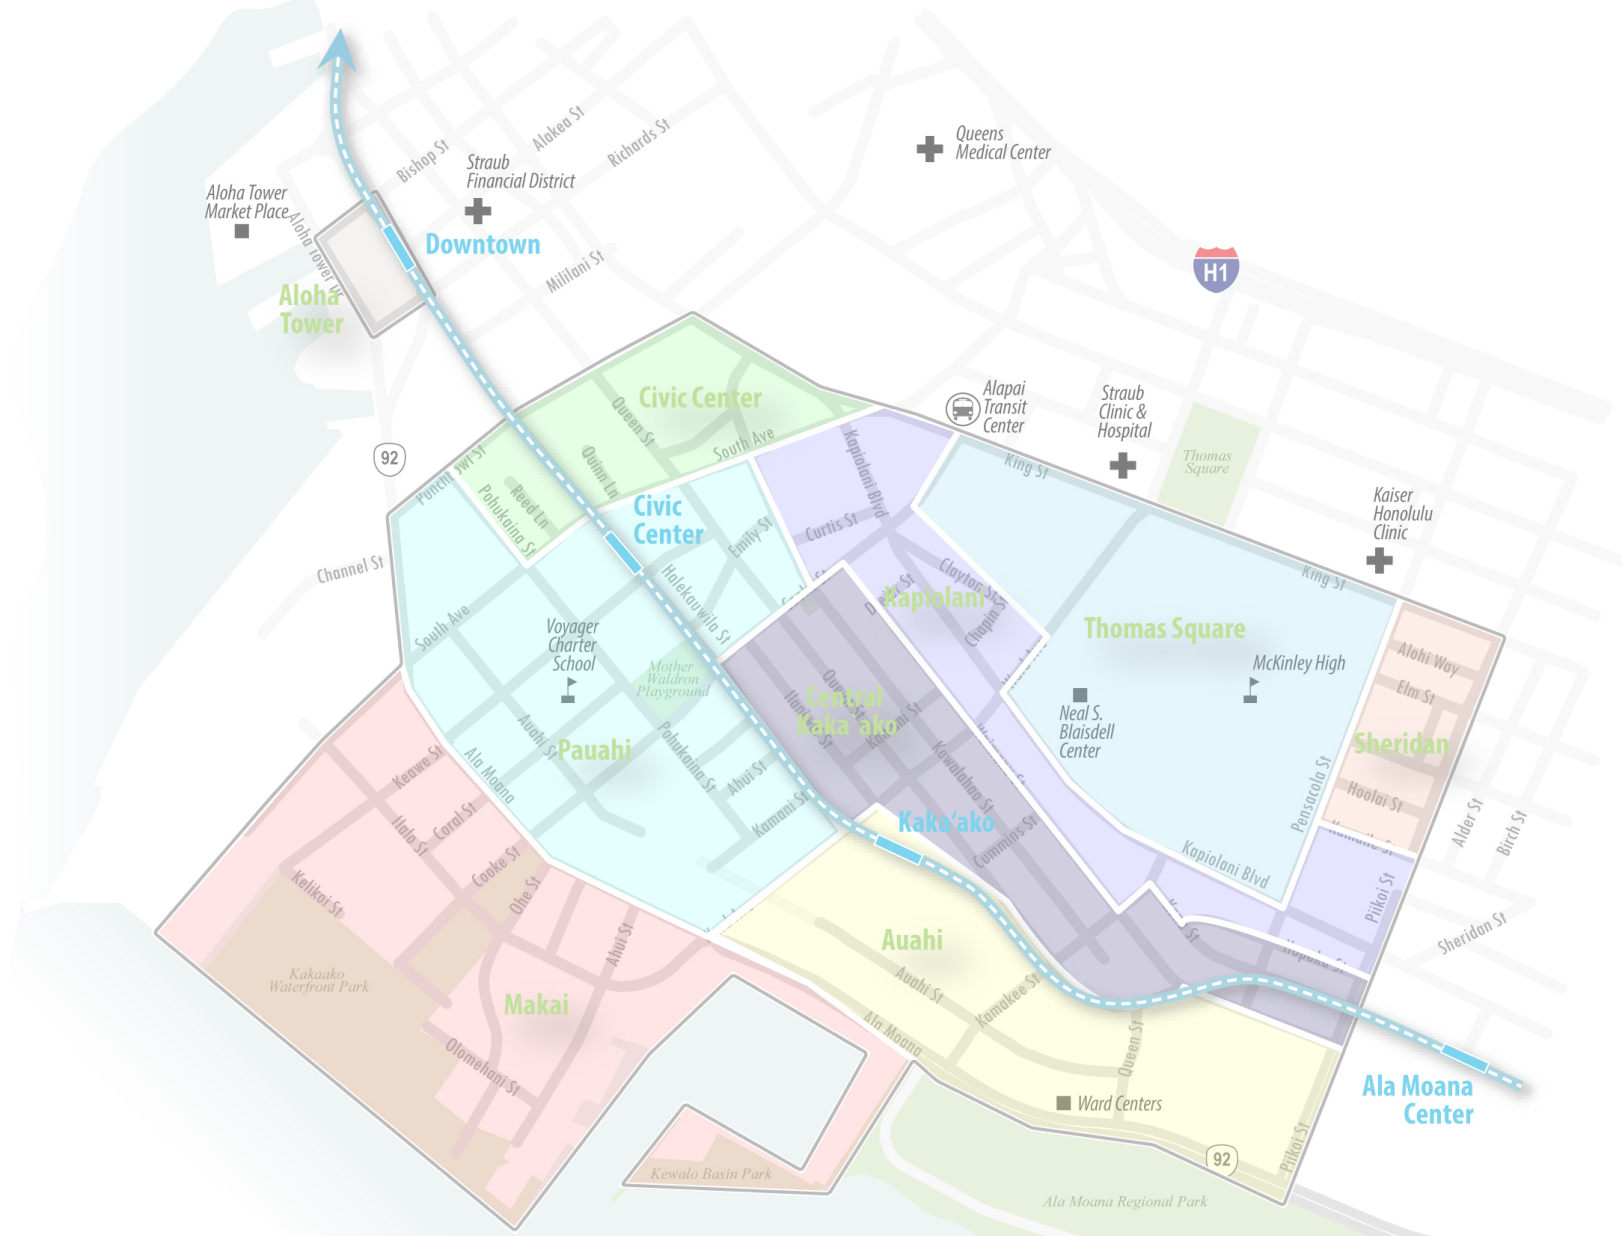 Alakea St
Richards St
Bishop St
Queens
Medical Center
Straub
Financial District
Aloha Tower
Market Place
Aloha Tower Dr
Downtown
Mililani St
H1
Aloha
Tower
Civic Center
Alapai
Transit
Center
Straub
Clinic &
Hospital
Queen St
South Ave
Kapiolani Blvd
92
King St
Thomas
Square
Quinn Ln
Reed Ln
Pohukaina St
Civic
Center
Emily St
Curtis St
Kaiser
Honolulu
Clinic
Channel St
King St
Halekauwila St
Clayton St
Chapin St
Kapiolani
South Ave
Voyager
Charter
School
Thomas Square
Mother
Waldron
Playground
McKinley High
Alohi Way
Elm St
Neal S.
Blaisdell
Center
Central
Kaka`ako
Sheridan
Auahi St
Pauahi
Pohukaina St
Ahui St
Kamani St
Kawaiahao St
Keawe St
Ala Moana
Coral St
Ilalo St
Cooke St
Ohe St
Kelikoi St
Kaka'ako
Cummins St
Hoolai St
Pensacola St
Alder St
Birch St
Kapiolani Blvd
Piikoi St
Sheridan St
Hopaka St
Auahi
Auahi St
Kamakee St
Ahui St
Kakaako
Waterfront Park
Makai
Olomehani St
Ala Moana
Queen St
Ward Centers
Ala Moana
Center
92
Piikoi St
Kewalo Basin Park
Ala Moana Regional Park